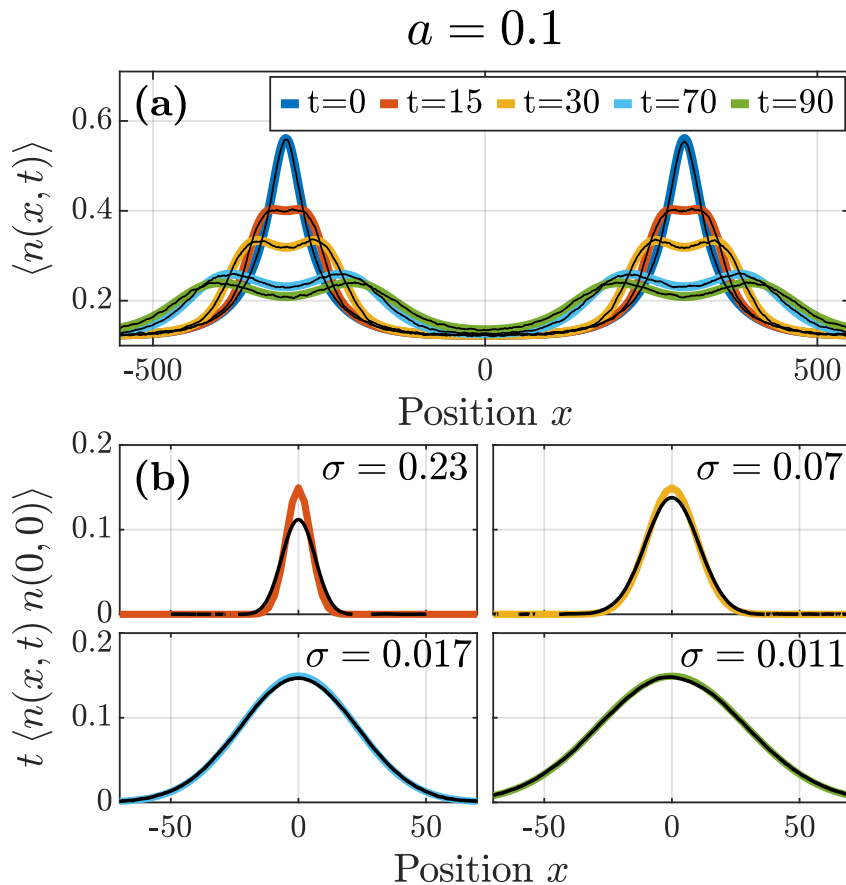 a = 0.1
(a)
t=0 t=15 t=30 t=70 t=90
⟨n(x, t)⟩
0.6
0.4
0.2
-500 0 500
Position x
(b)
σ = 0.23
σ = 0.07
t ⟨n(x, t) n(0, 0)⟩
0.2
0.1
0
σ = 0.017
σ = 0.011
0.2
0.1
0
-50 0 50
-50 0 50
Position x
Position x